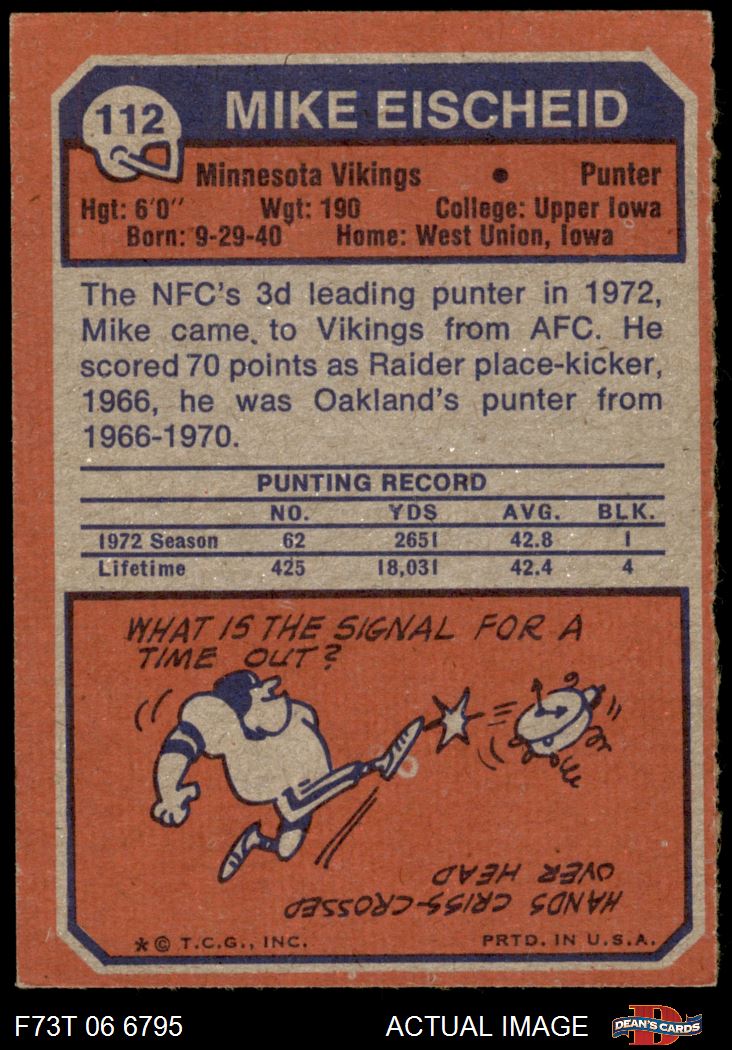 112
MIKE EISCHEID
Minnesota Vikings • Punter
Hgt: 6'0" Wgt: 190 College: Upper Iowa
Born: 9-29-40 Home: West Union, Iowa
The NFC's 3d leading punter in 1972,
Mike came to Vikings from AFC. He
scored 70 points as Raider place-kicker,
1966, he was Oakland's punter from
1966-1970.
PUNTING RECORD
NO. YDS AVG. BLK.
1972 Season 62 2651 42.8 1
Lifetime 425 18,031 42.4 4
WHAT IS THE SIGNAL FOR A
TIME OUT?
HANDS CRISS-CROSSED
OVER HEAD
*© T.C.G., INC. PRTD. IN U.S.A.
F73T 06 6795 ACTUAL IMAGE
D
DEAN'S CARDS